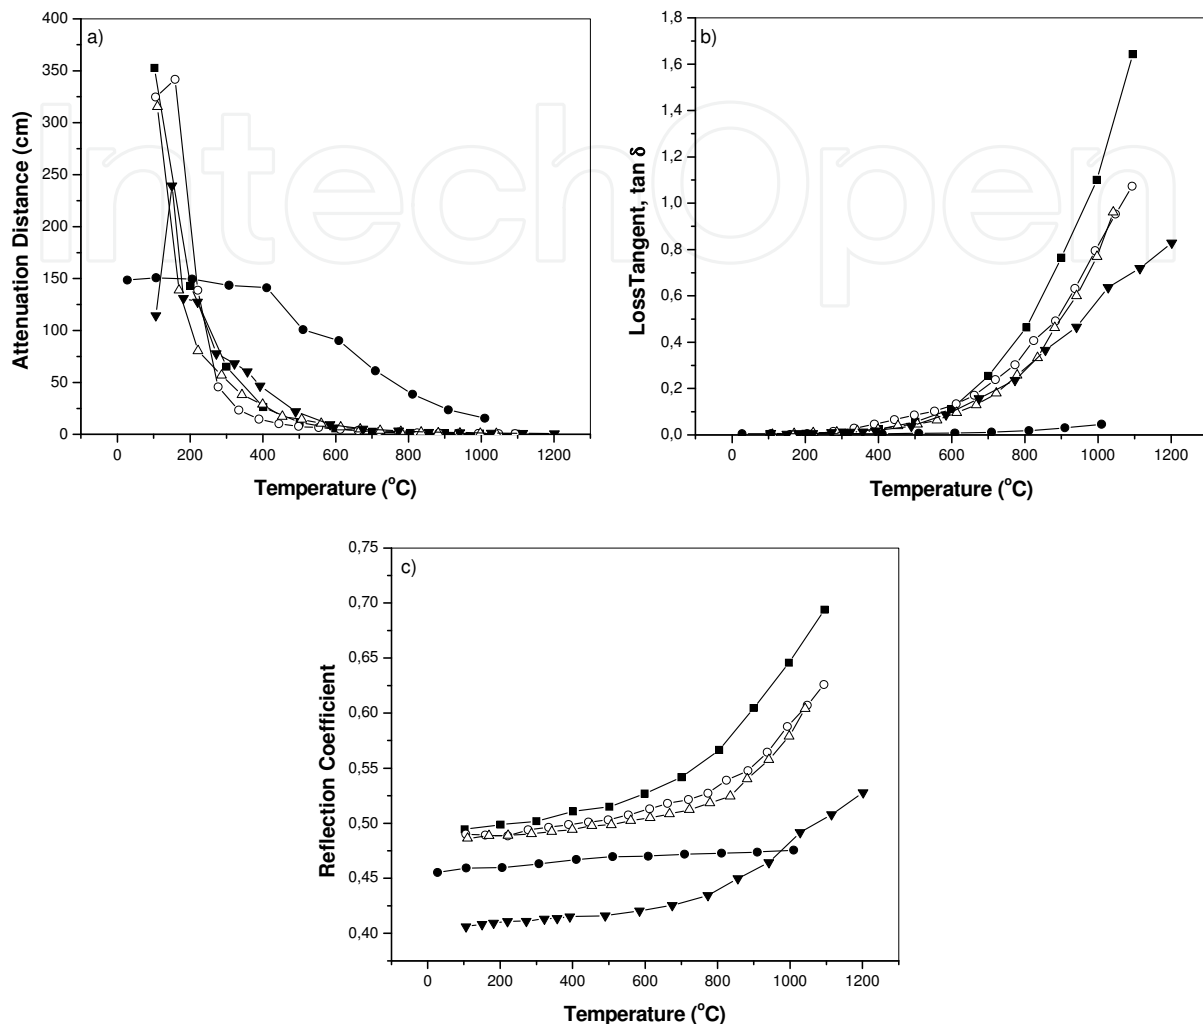 a)
400
350
300
250
200
150
100
50
0
0 200 400 600 800 1000 1200
Attenuation Distance (cm)
Temperature (°C)
b)
1,8
1,6
1,4
1,2
1,0
0,8
0,6
0,4
0,2
0,0
0 200 400 600 800 1000 1200
LossTangent, tan δ
Temperature (°C)
IntechOpen
c)
0,75
0,70
0,65
0,60
0,55
0,50
0,45
0,40
0 200 400 600 800 1000 1200
Reflection Coefficient
Temperature (°C)